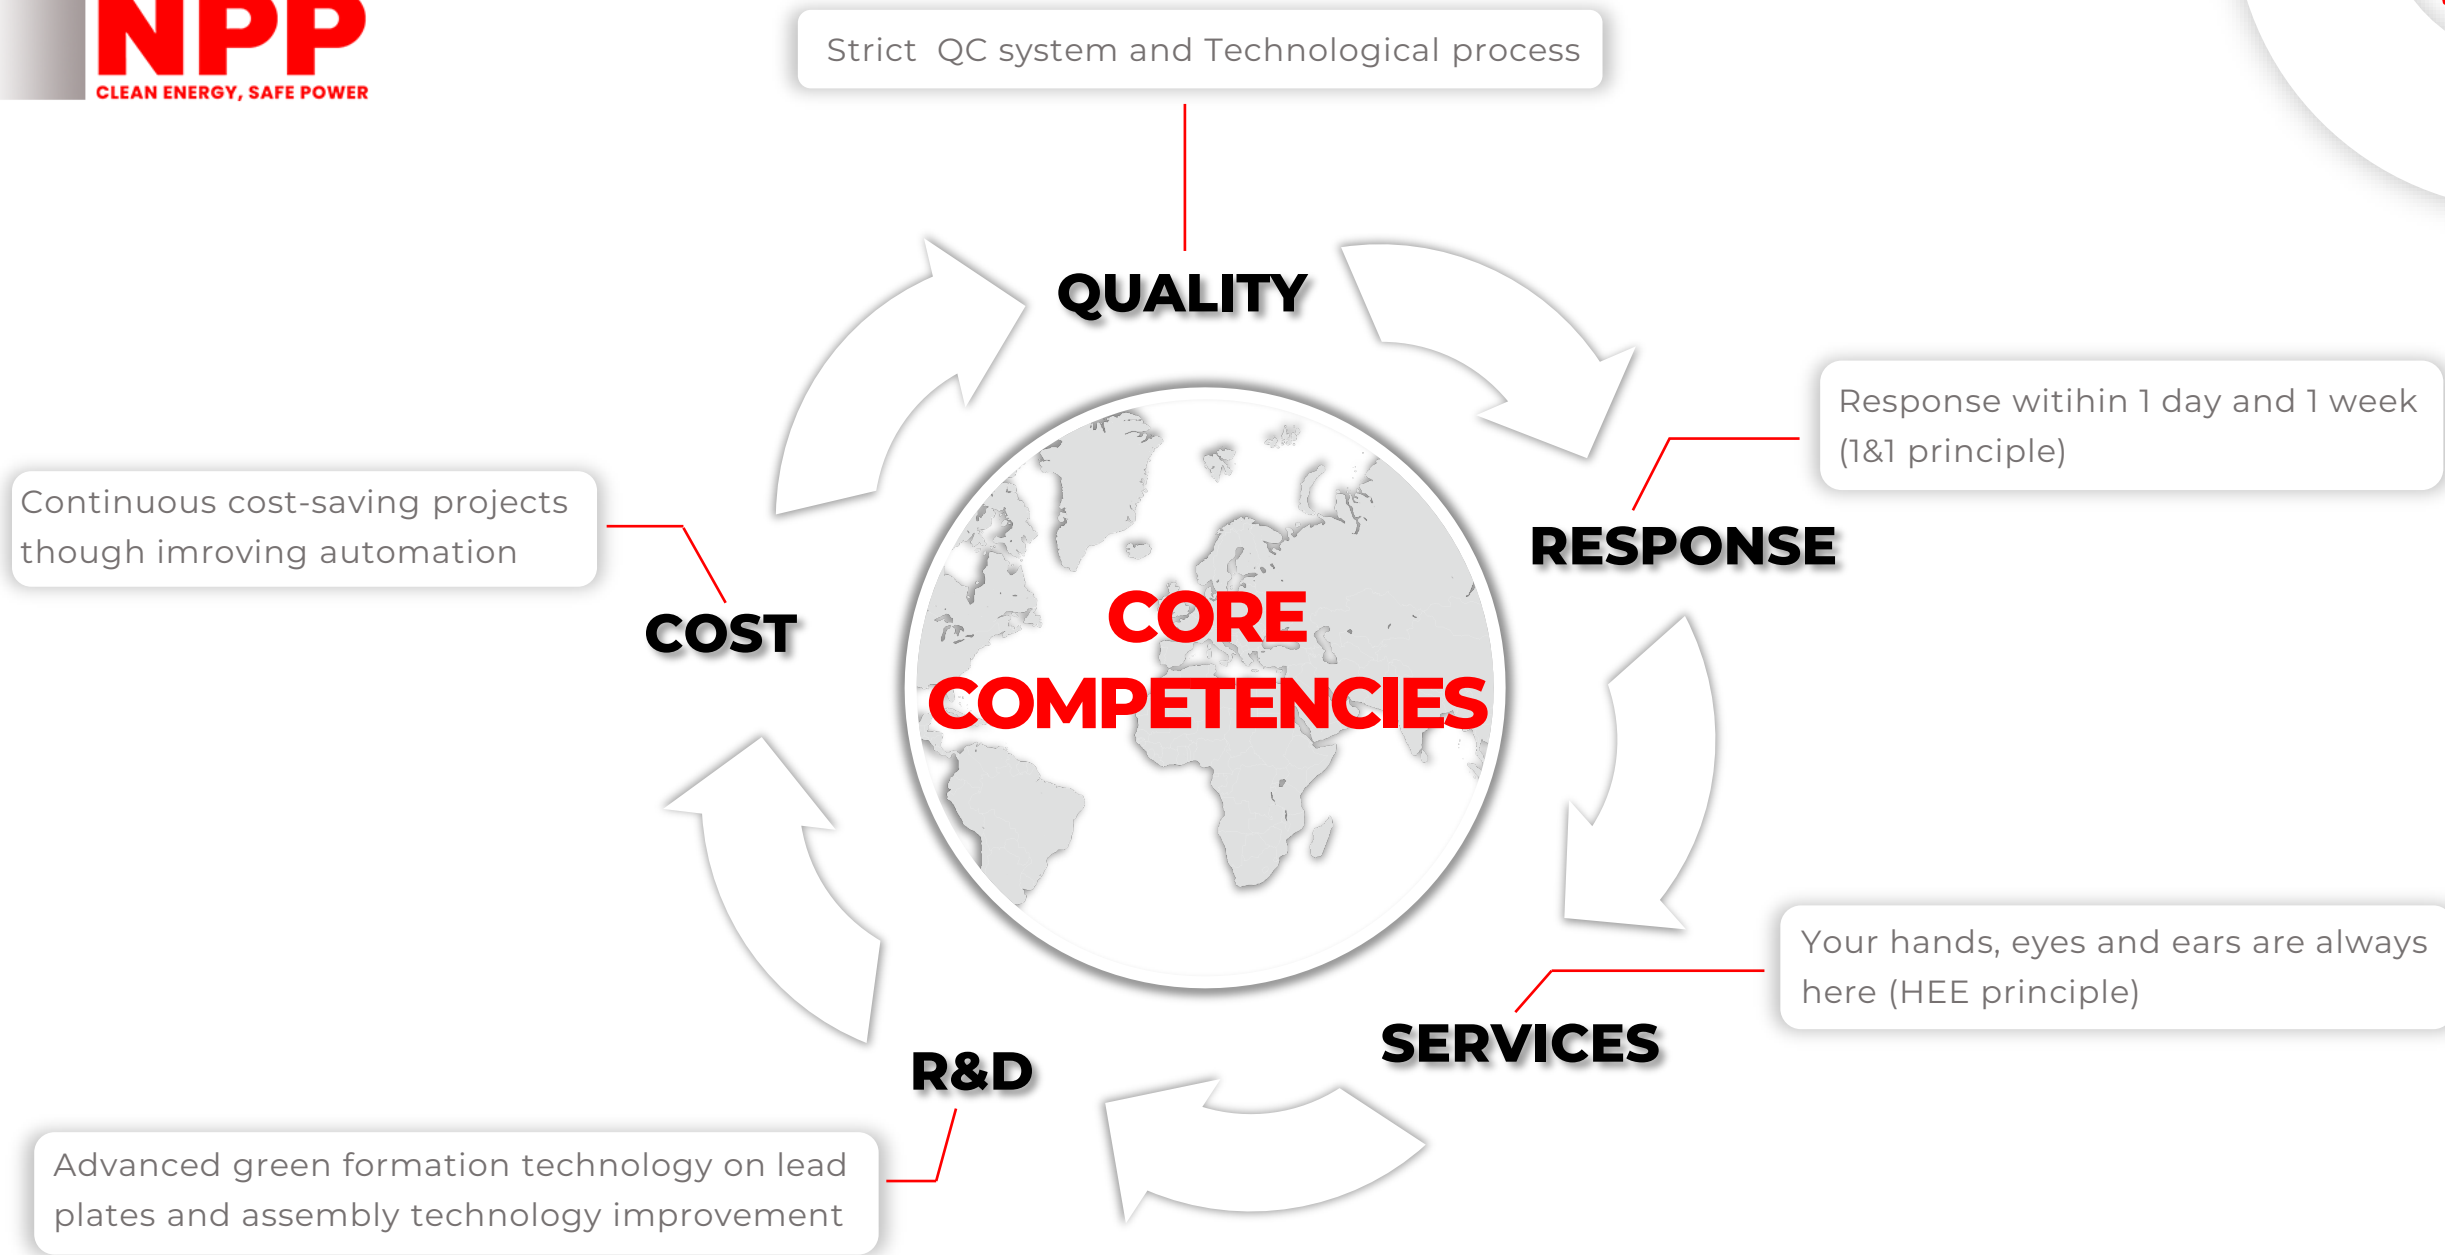 NPP
CLEAN ENERGY, SAFE POWER
Strict QC system and Technological process
QUALITY
Response witihin 1 day and 1 week
(1&1 principle)
RESPONSE
Continuous cost-saving projects
though imroving automation
COST
CORE
COMPETENCIES
Your hands, eyes and ears are always
here (HEE principle)
SERVICES
R&D
Advanced green formation technology on lead
plates and assembly technology improvement